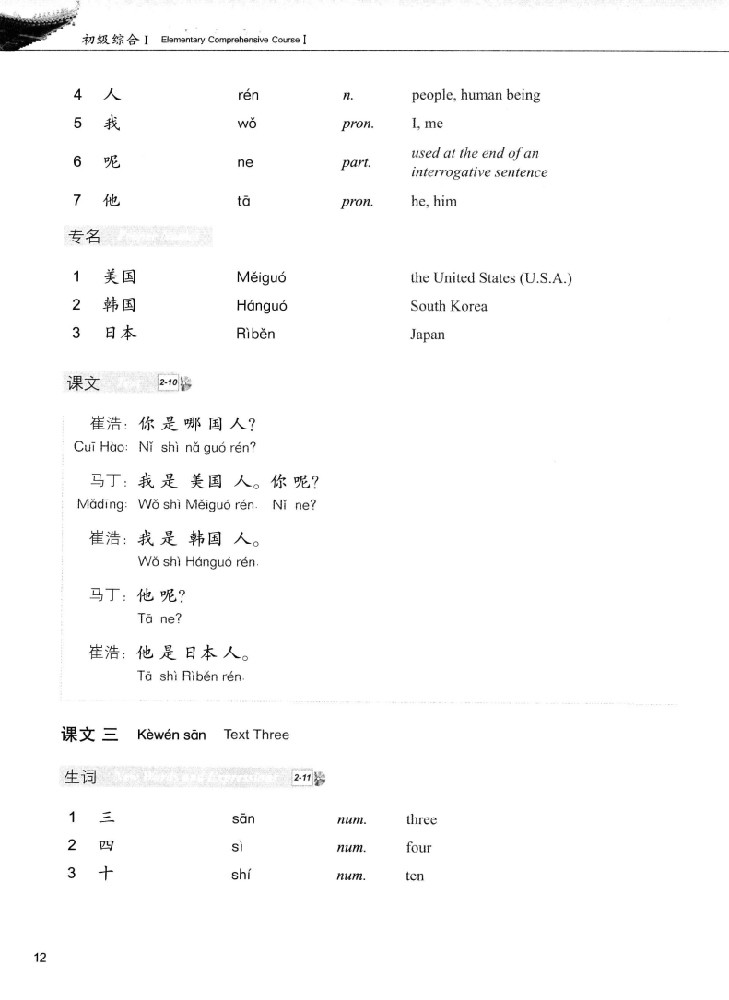 初级综合 I Elementary Comprehensive Course I
4 人 rén n. people, human being
5 我 wǒ pron. I, me
6 呢 ne part. used at the end of an
interrogative sentence
7 他 tā pron. he, him
专名 Proper Nouns
1 美国 Měiguó the United States (U.S.A.)
2 韩国 Hánguó South Korea
3 日本 Rìběn Japan
课文 Text 2-10
崔浩: 你 是 哪 国 人?
Cuī Hào: Nǐ shì nǎ guó rén?
马丁: 我 是 美国 人。你 呢?
Mǎdīng: Wǒ shì Měiguó rén. Nǐ ne?
崔浩: 我 是 韩国 人。
Wǒ shì Hánguó rén.
马丁: 他 呢?
Tā ne?
崔浩: 他 是 日本 人。
Tā shì Rìběn rén.
课文 三 Kèwén sān Text Three
生词 New Words and Expressions 2-11
1 三 sān num. three
2 四 sì num. four
3 十 shí num. ten
12